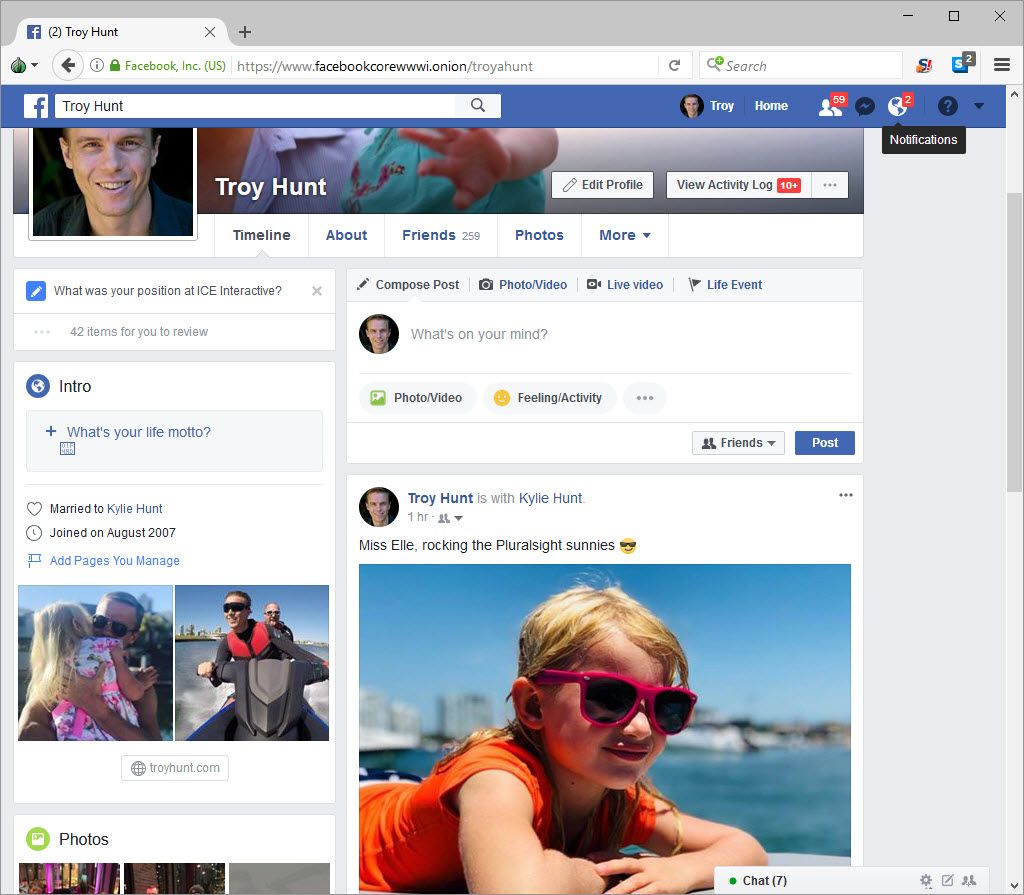 (2) Troy Hunt
Facebook, Inc. (US) https://www.facebookcorewwwi.onion/troyahunt Search 2
Troy Hunt Troy Home 59 2
Notifications
Troy Hunt Edit Profile View Activity Log 10+
Timeline About Friends 259 Photos More
What was your position at ICE Interactive?
42 items for you to review
Compose Post Photo/Video Live video Life Event
What's on your mind?
Photo/Video Feeling/Activity
Friends Post
Intro
What's your life motto?
Married to Kylie Hunt
Joined on August 2007
Add Pages You Manage
troyhunt.com
Photos
Troy Hunt is with Kylie Hunt.
1 hr ·
Miss Elle, rocking the Pluralsight sunnies 😎
Chat (7)